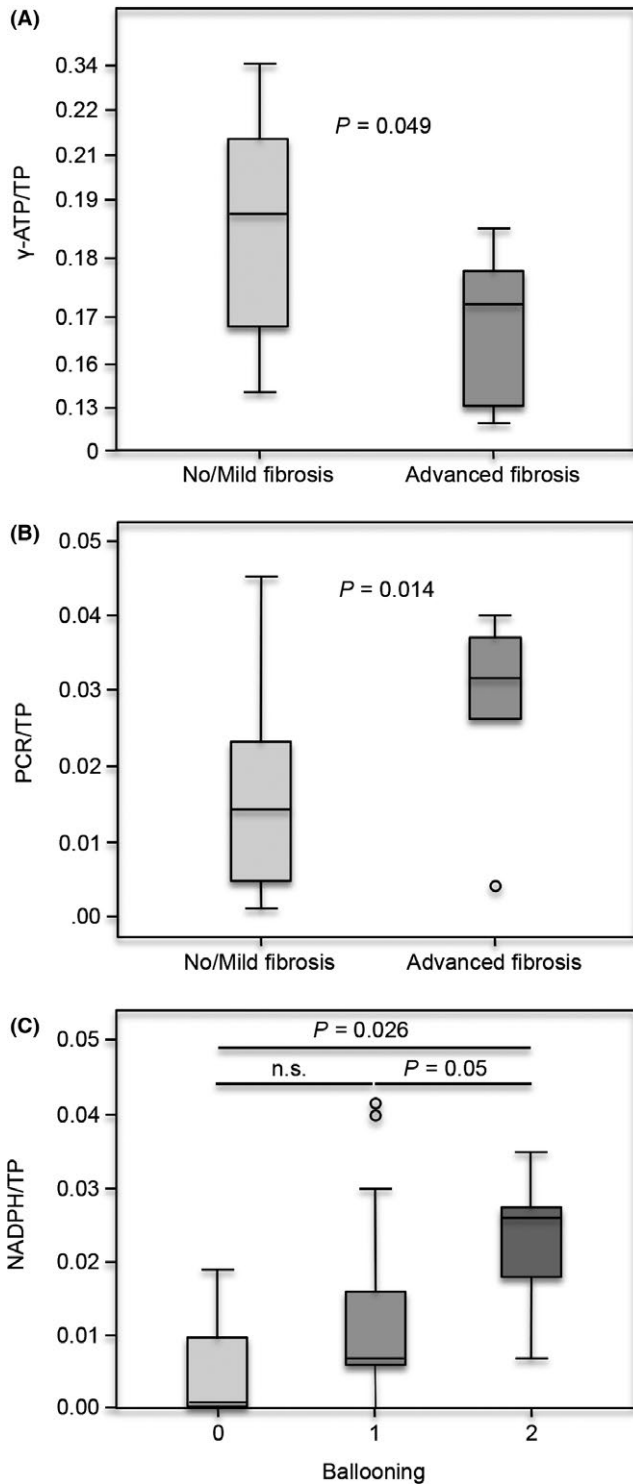 (A)
γ-ATP/TP
0.34
0.22
0.21
0.19
0.18
0.17
0.16
0.13
0
P = 0.049
No/Mild fibrosis
Advanced fibrosis
(B)
PCR/TP
0.05
0.04
0.03
0.02
0.01
.00
P = 0.014
No/Mild fibrosis
Advanced fibrosis
(C)
NADPH/TP
0.05
0.04
0.03
0.02
0.01
0.00
P = 0.026
n.s.
P = 0.05
0
1
2
Ballooning